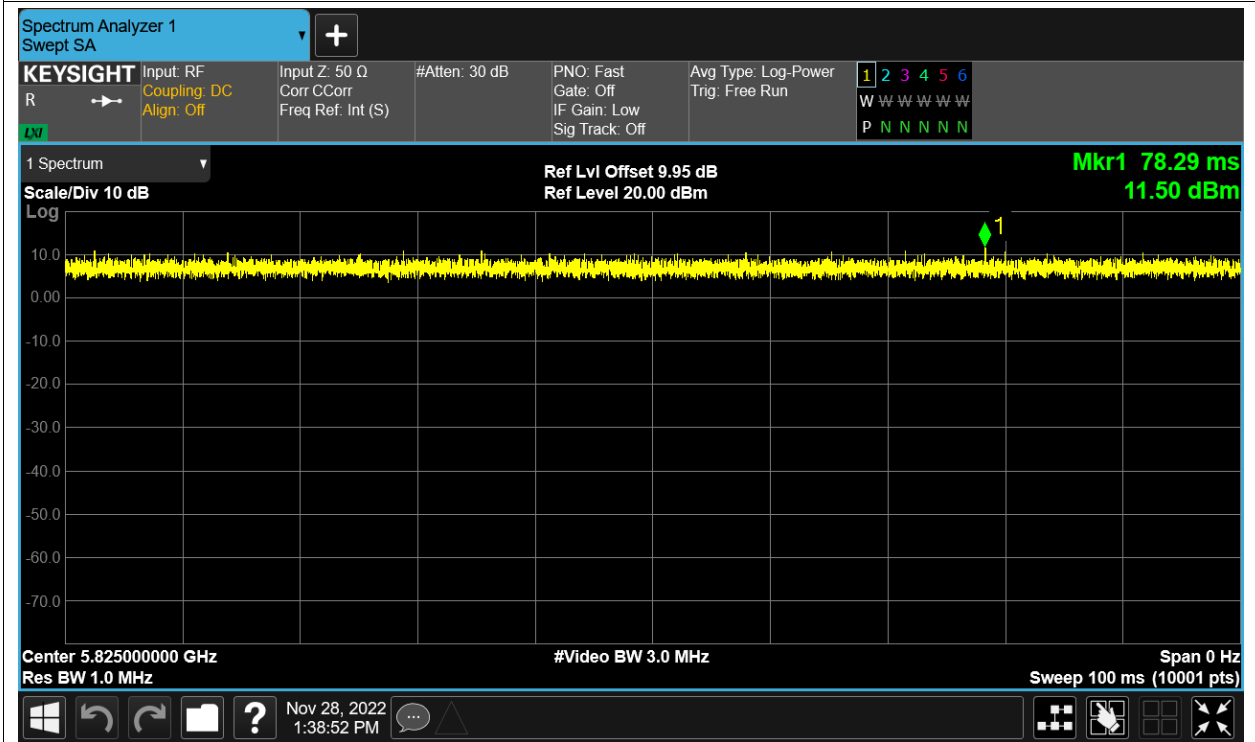 Spectrum Analyzer 1
Swept SA
+
KEYSIGHT Input: RF Input Z: 50 Ω #Atten: 30 dB PNO: Fast Avg Type: Log-Power 1 2 3 4 5 6
R Coupling: DC Corr CCorr Gate: Off Trig: Free Run W W W W W W
Align: Off Freq Ref: Int (S) IF Gain: Low
LXI Sig Track: Off P N N N N N
1 Spectrum Ref Lvl Offset 9.95 dB Mkr1 78.29 ms
Scale/Div 10 dB Ref Level 20.00 dBm 11.50 dBm
Log
1
10.0
0.00
-10.0
-20.0
-30.0
-40.0
-50.0
-60.0
-70.0
Center 5.825000000 GHz #Video BW 3.0 MHz Span 0 Hz
Res BW 1.0 MHz Sweep 100 ms (10001 pts)
? Nov 28, 2022
1:38:52 PM